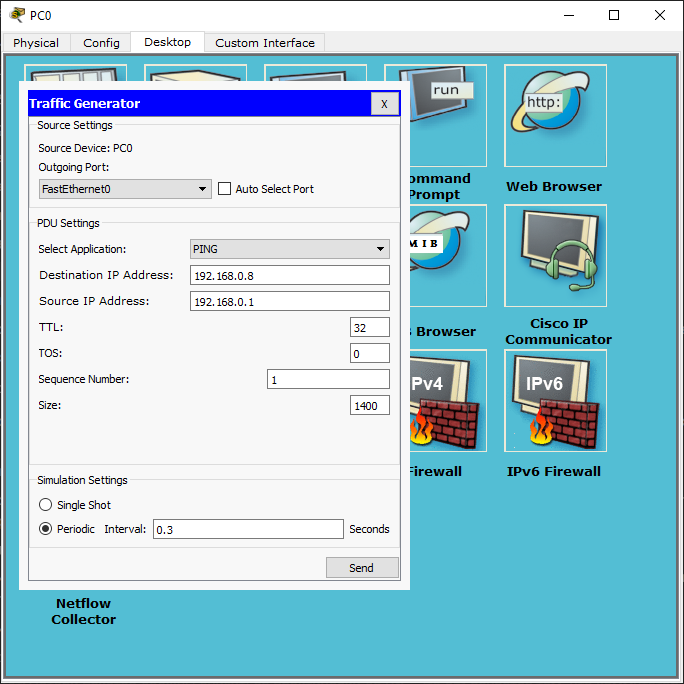 PC0
Physical Config Desktop Custom Interface
run
http:
Command Prompt
Web Browser
Traffic Generator X
Source Settings
Source Device: PC0
Outgoing Port:
FastEthernet0 Auto Select Port
PDU Settings
Select Application: PING
Destination IP Address: 192.168.0.8
Source IP Address: 192.168.0.1
TTL: 32
TOS: 0
Sequence Number: 1
Size: 1400
Simulation Settings
Single Shot
Periodic Interval: 0.3 Seconds
Send
MIB
Browser
Cisco IP
Communicator
Pv4
IPv6
Firewall
IPv6 Firewall
Netflow
Collector